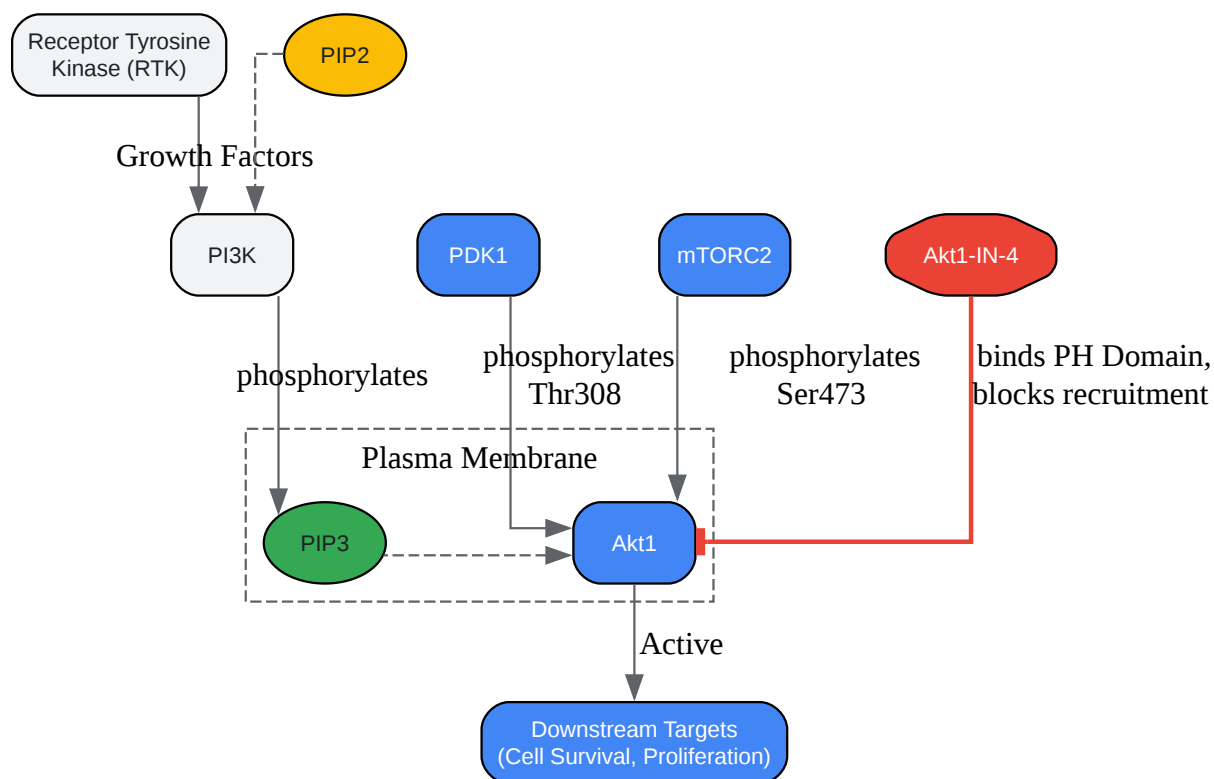 Receptor Tyrosine
Kinase (RTK)
PIP2
Growth Factors
PI3K
PDK1
mTORC2
Akt1-IN-4
phosphorylates
phosphorylates
Thr308
phosphorylates
Ser473
binds PH Domain,
blocks recruitment
Plasma Membrane
PIP3
Akt1
Active
Downstream Targets
(Cell Survival, Proliferation)